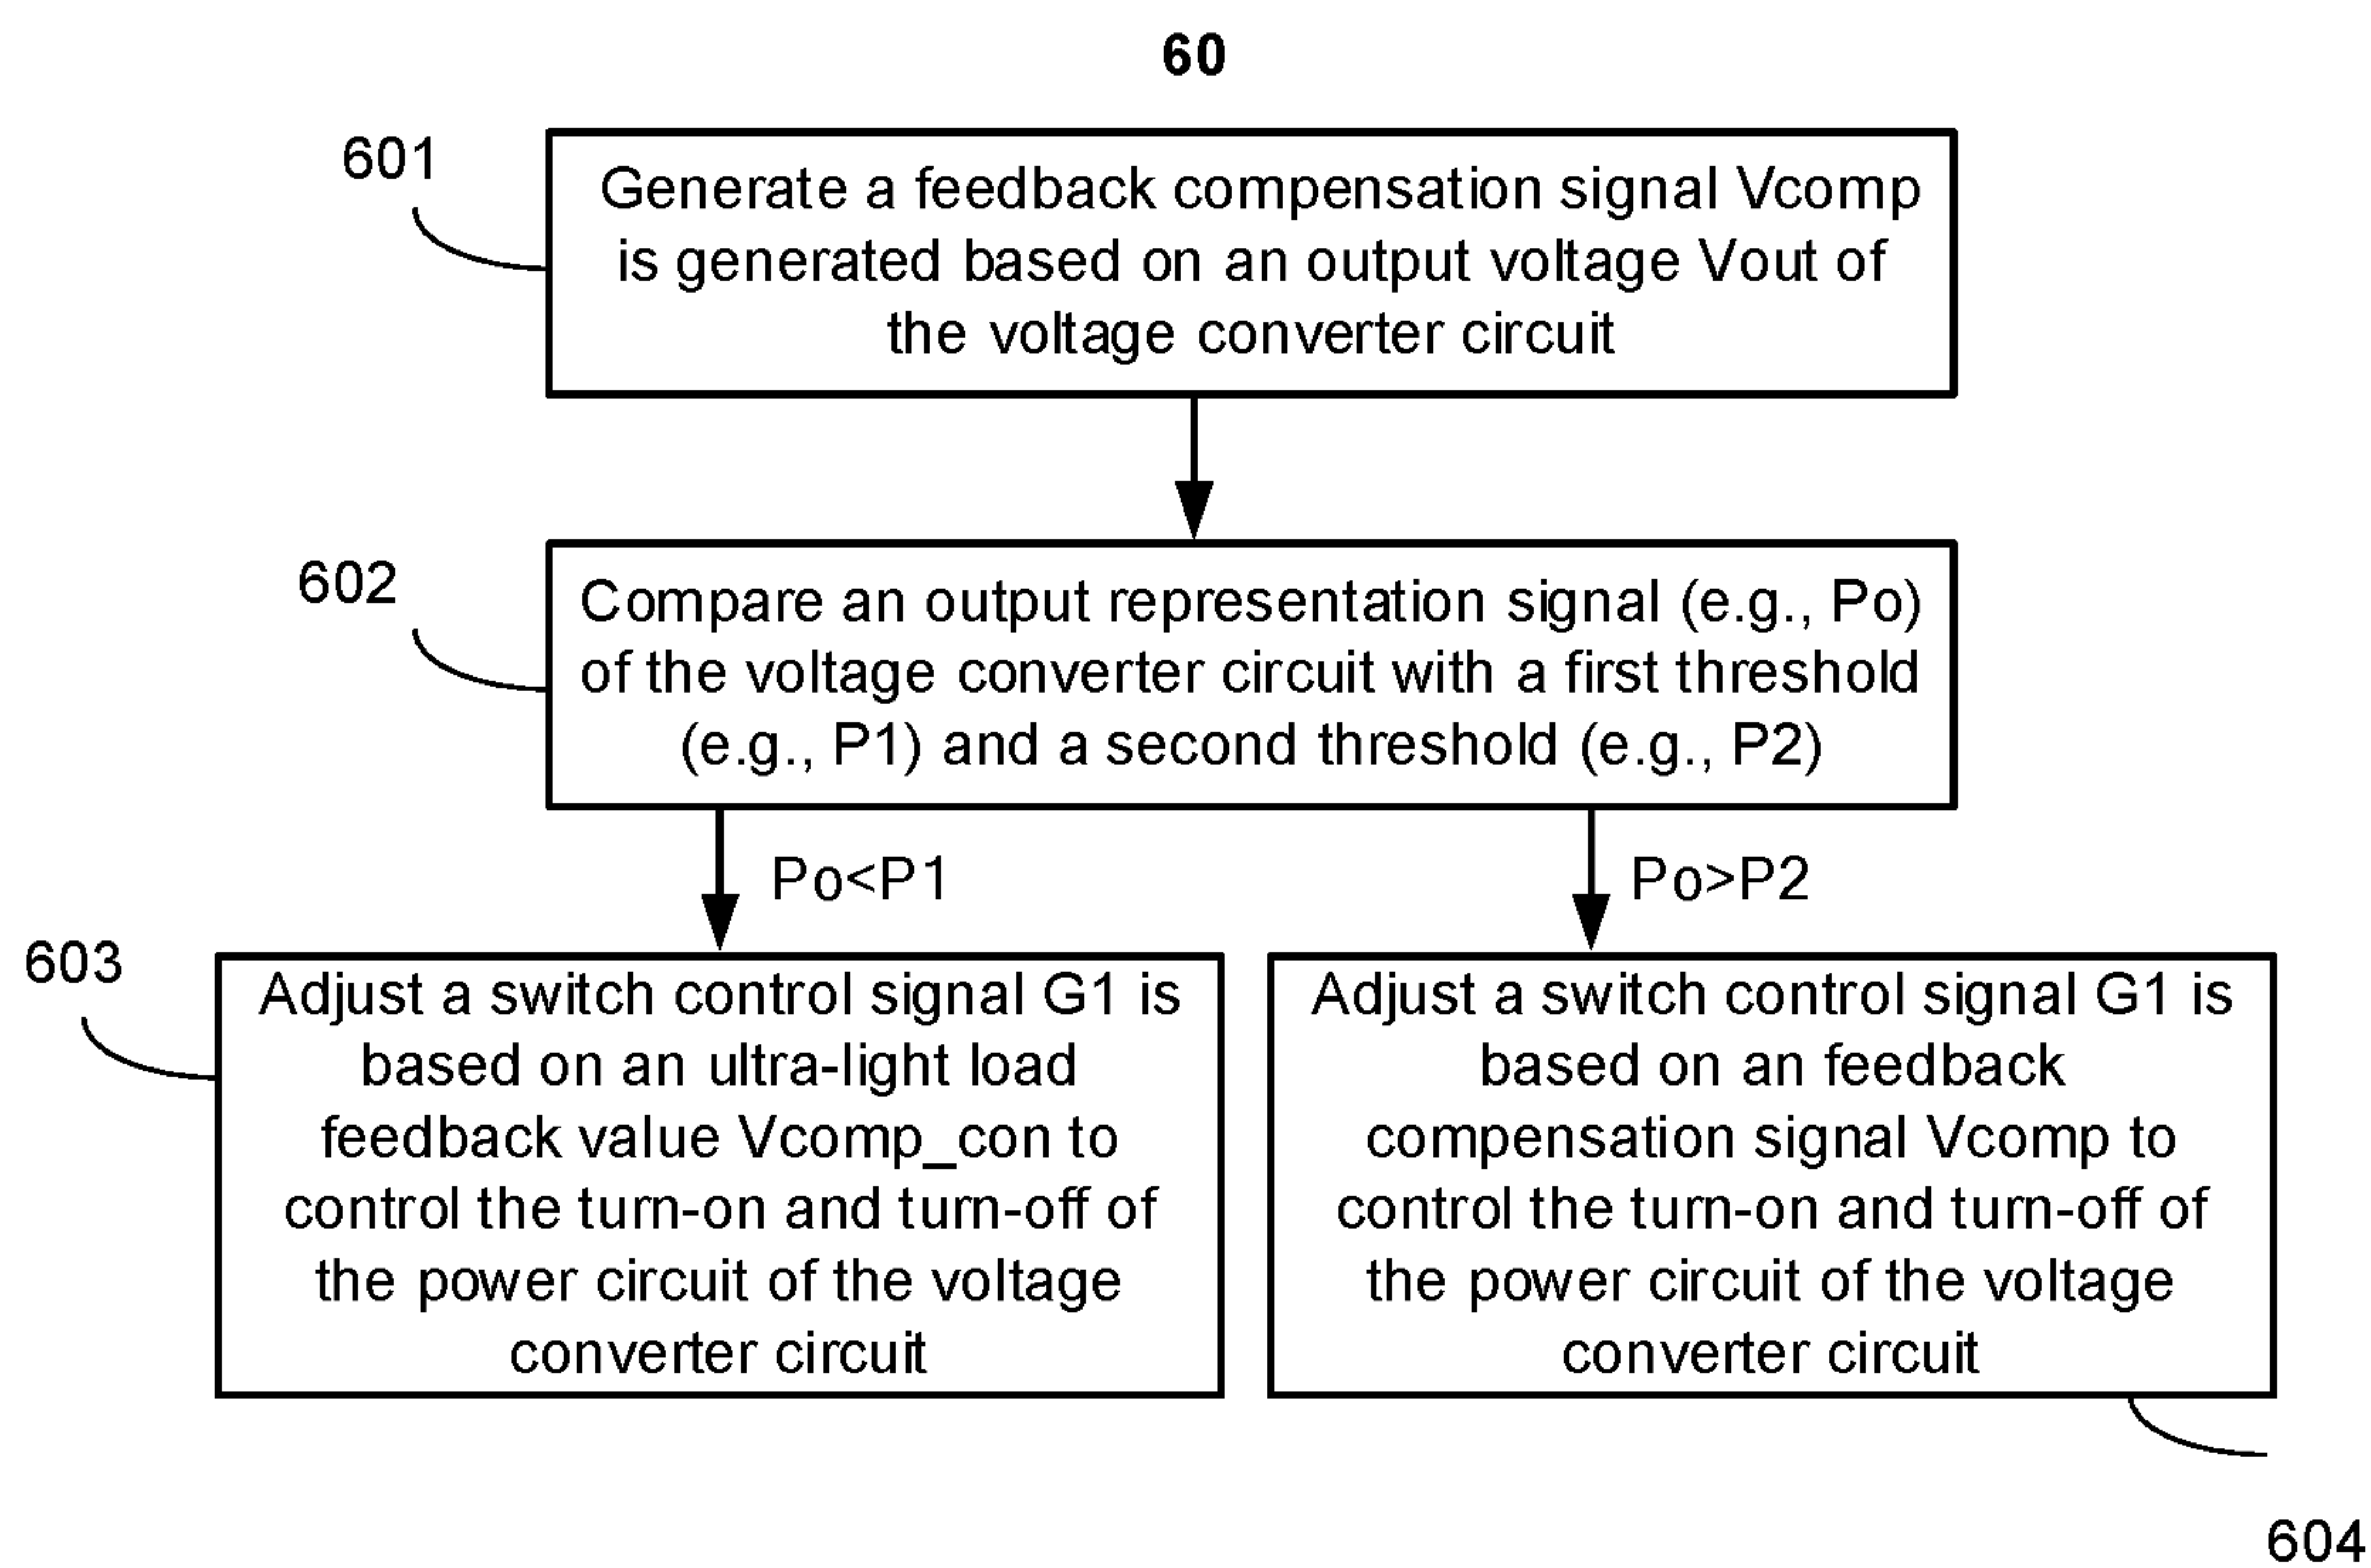 60
601
Generate a feedback compensation signal Vcomp
is generated based on an output voltage Vout of
the voltage converter circuit
602
Compare an output representation signal (e.g., Po)
of the voltage converter circuit with a first threshold
(e.g., P1) and a second threshold (e.g., P2)
Po<P1
Po>P2
603
Adjust a switch control signal G1 is
based on an ultra-light load
feedback value Vcomp_con to
control the turn-on and turn-off of
the power circuit of the voltage
converter circuit
Adjust a switch control signal G1 is
based on an feedback
compensation signal Vcomp to
control the turn-on and turn-off of
the power circuit of the voltage
converter circuit
604